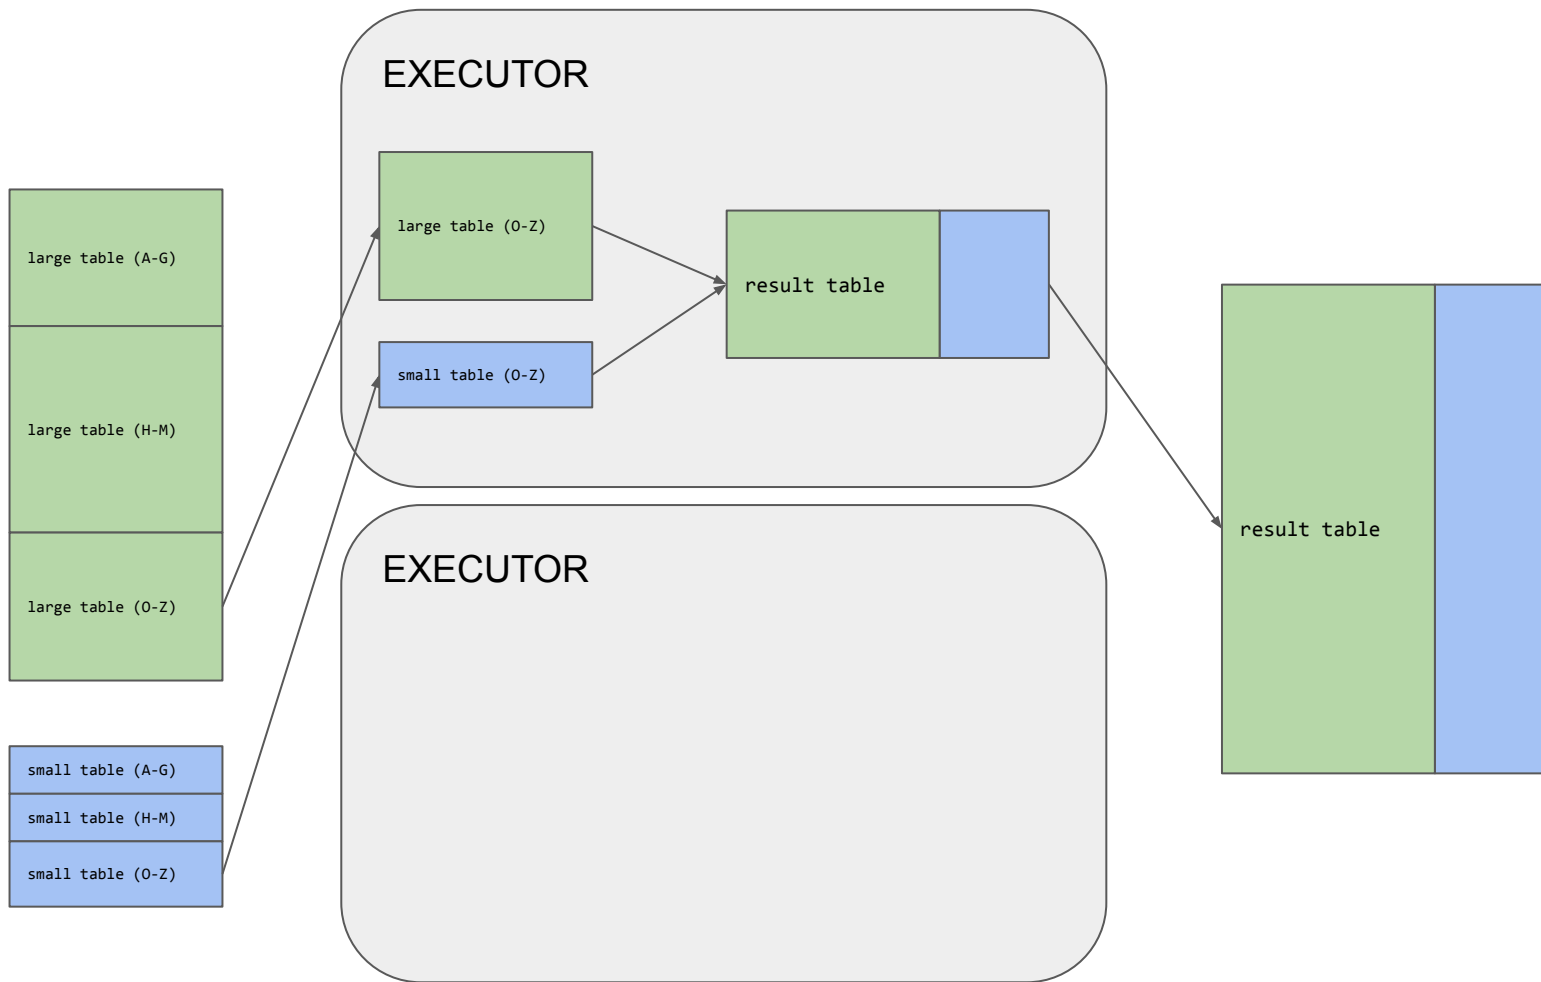 EXECUTOR
large table (A-G)
large table (H-M)
large table (O-Z)
small table (A-G)
small table (H-M)
small table (O-Z)
large table (O-Z)
small table (O-Z)
result table
EXECUTOR
result table